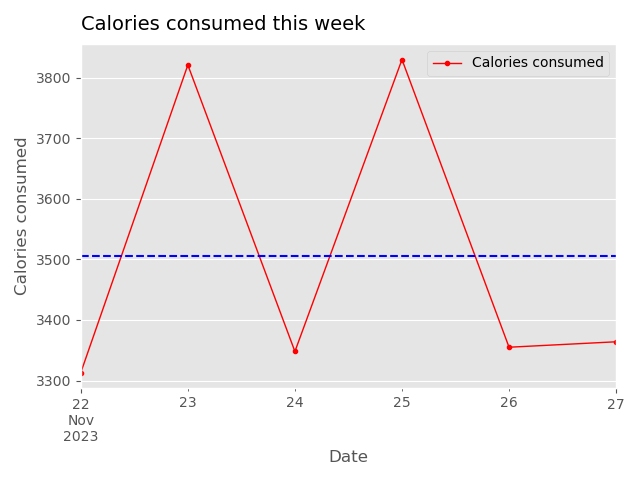 Calories consumed this week
Calories consumed
3800
3700
3600
3500
3400
3300
Calories consumed
22
Nov
2023
23
24
25
26
27
Date